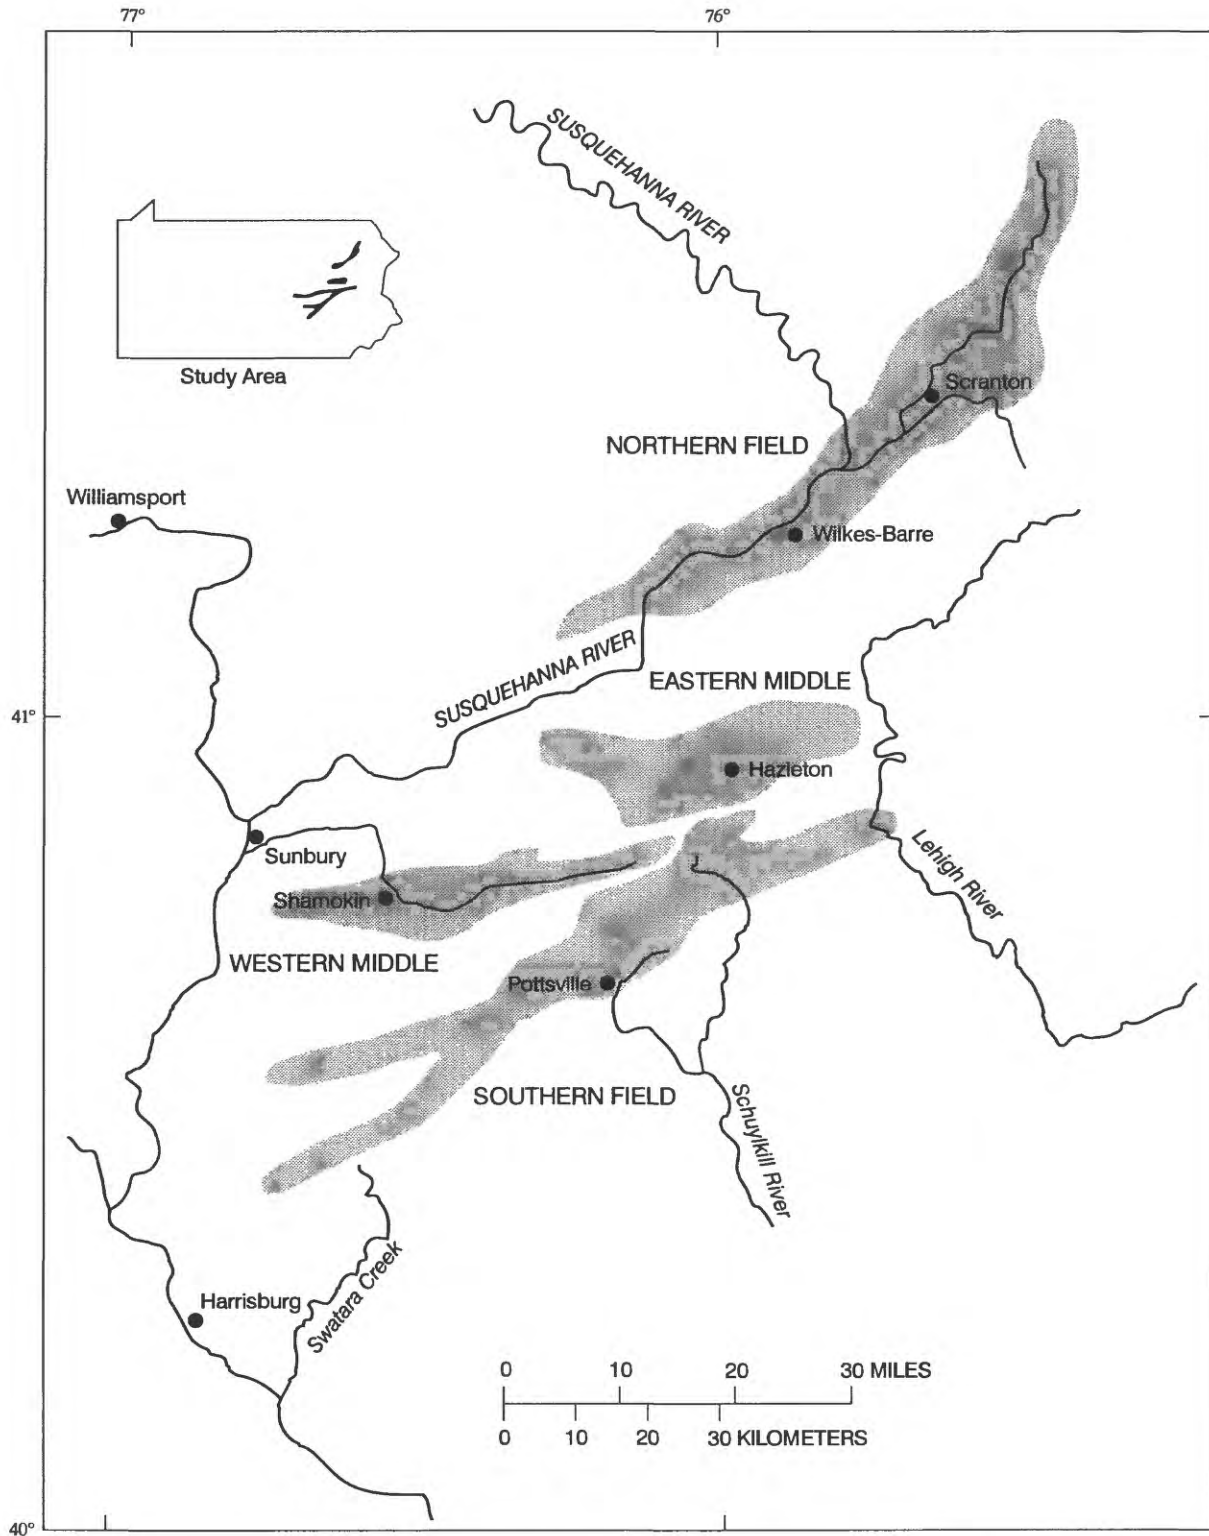 77°
76°
SUSQUEHANNA RIVER
Study Area
Scranton
NORTHERN FIELD
Williamsport
Wilkes-Barre
SUSQUEHANNA RIVER
EASTERN MIDDLE
41°
Hazleton
Sunbury
Lehigh River
Shamokin
WESTERN MIDDLE
Pottsville
SOUTHERN FIELD
Schuylkill River
Swatara Creek
Harrisburg
0 10 20 30 MILES
0 10 20 30 KILOMETERS
40°